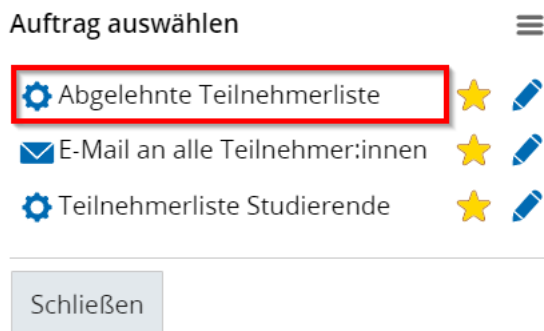 Auftrag auswählen
Abgelehnte Teilnehmerliste
E-Mail an alle Teilnehmer:innen
Teilnehmerliste Studierende
Schließen